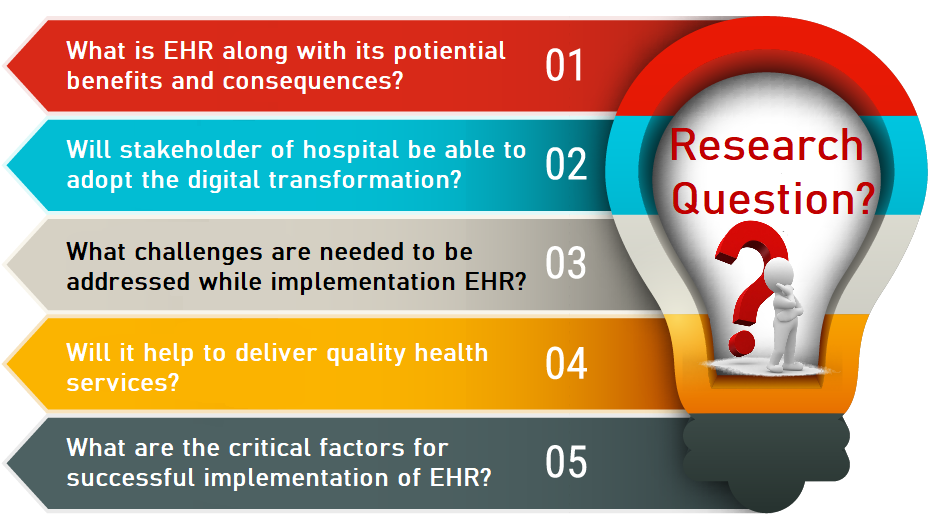 What is EHR along with its potiential
benefits and consequences?
01
Will stakeholder of hospital be able to
adopt the digital transformation?
02
What challenges are needed to be
addressed while implementation EHR?
03
Will it help to deliver quality health
services?
04
What are the critical factors for
successful implementation of EHR?
05
Research
Question?
?